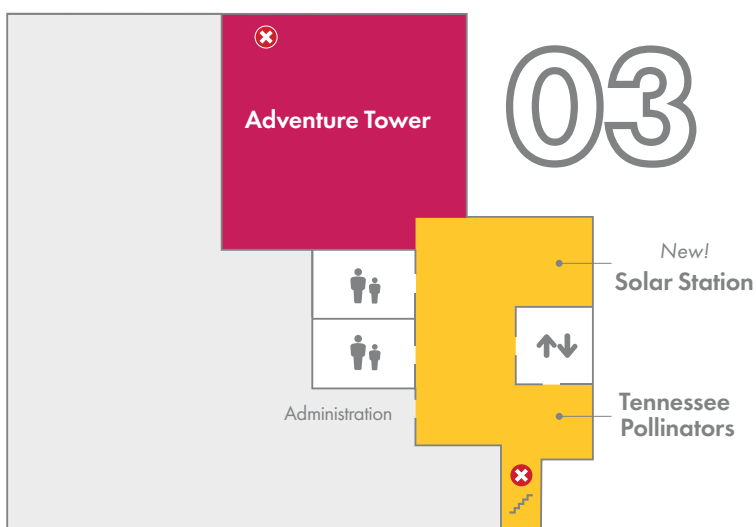 03
Adventure Tower
New!
Solar Station
Administration
Tennessee
Pollinators